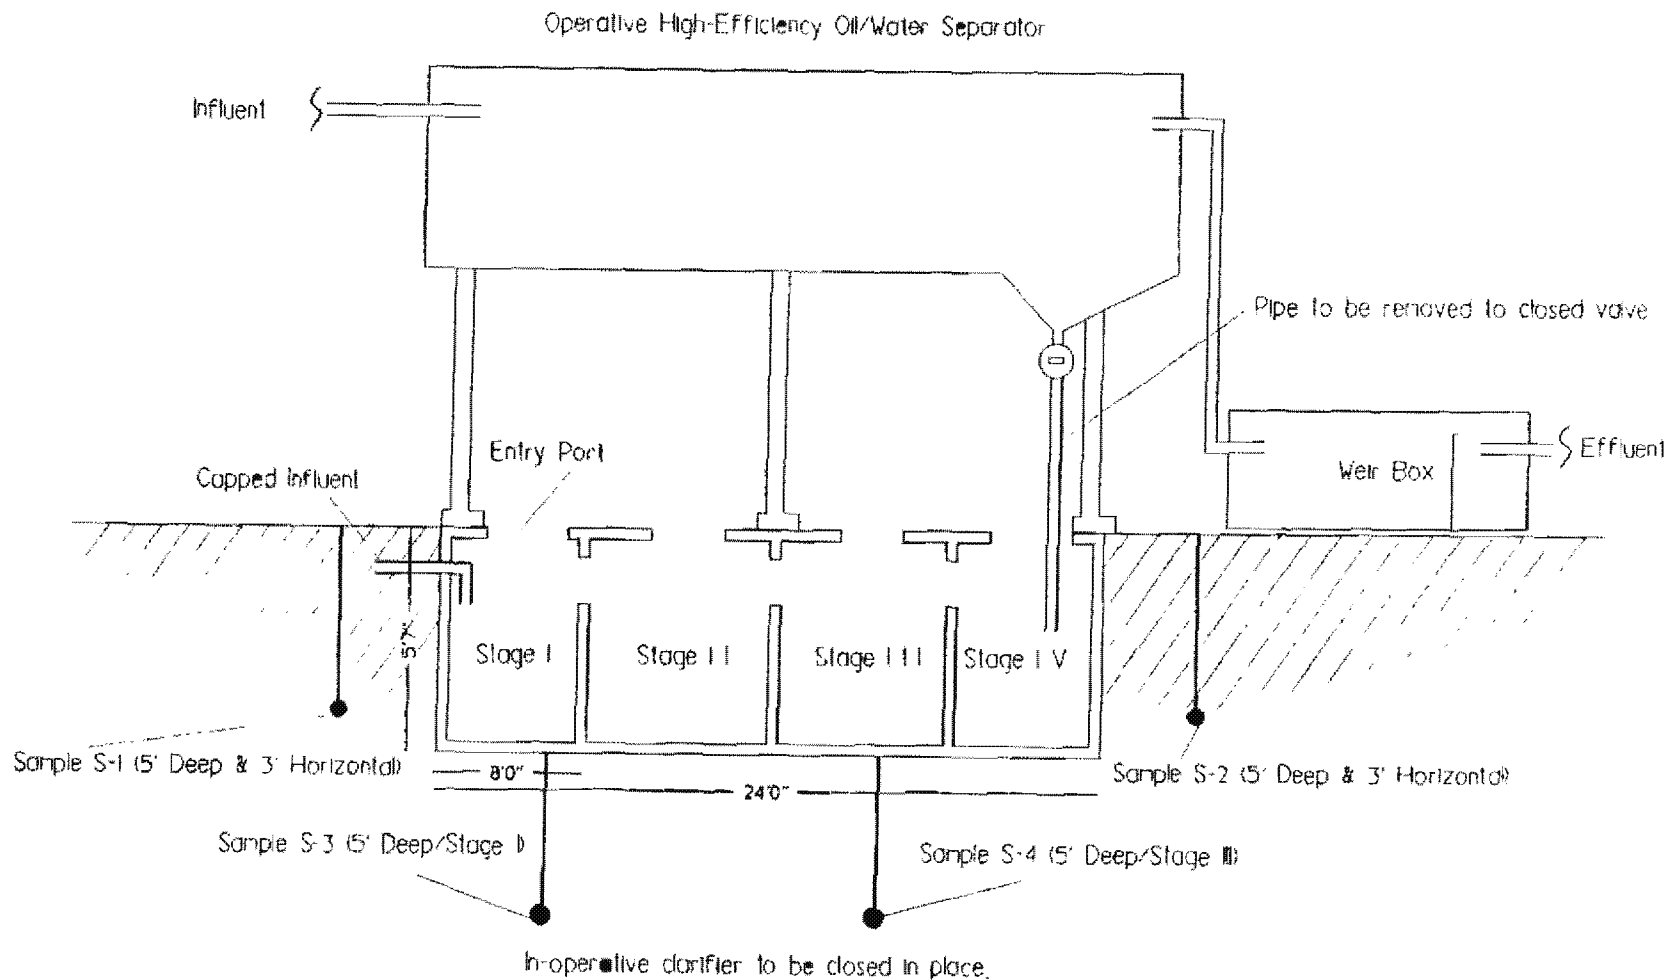 Operative High-Efficiency Oil/Water Separator
Influent
Pipe to be removed to closed valve
Entry Port
Effluent
Weir Box
Capped Influent
5'7"
Stage I
Stage II
Stage III
Stage IV
Sample S-1 (5' Deep & 3' Horizontal)
8'0"
Sample S-2 (5' Deep & 3' Horizontal)
24'0"
Sample S-3 (5' Deep/Stage I)
Sample S-4 (5' Deep/Stage III)
In-operative clarifier to be closed in place.